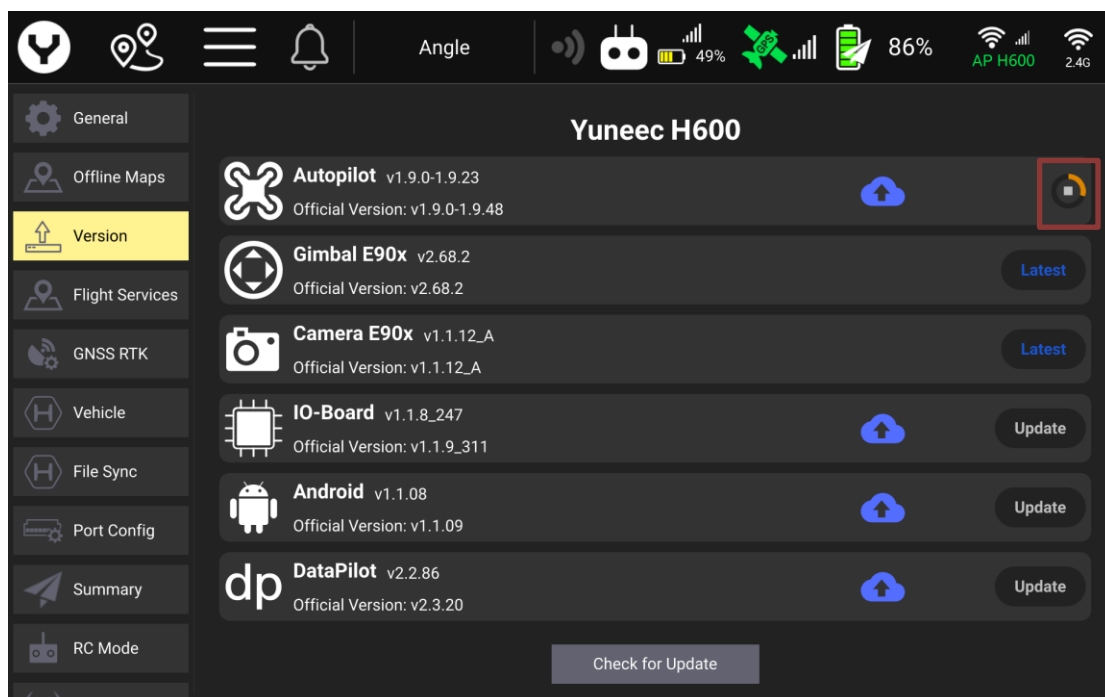 Angle
49%
GPS
86%
AP H600
2.4G
General
Offline Maps
Version
Flight Services
GNSS RTK
Vehicle
File Sync
Port Config
Summary
RC Mode
Yuneec H600
Autopilot v1.9.0-1.9.23
Official Version: v1.9.0-1.9.48
Gimbal E90x v2.68.2
Official Version: v2.68.2
Latest
Camera E90x v1.1.12_A
Official Version: v1.1.12_A
Latest
IO-Board v1.1.8_247
Official Version: v1.1.9_311
Update
Android v1.1.08
Official Version: v1.1.09
Update
dp
DataPilot v2.2.86
Official Version: v2.3.20
Update
Check for Update